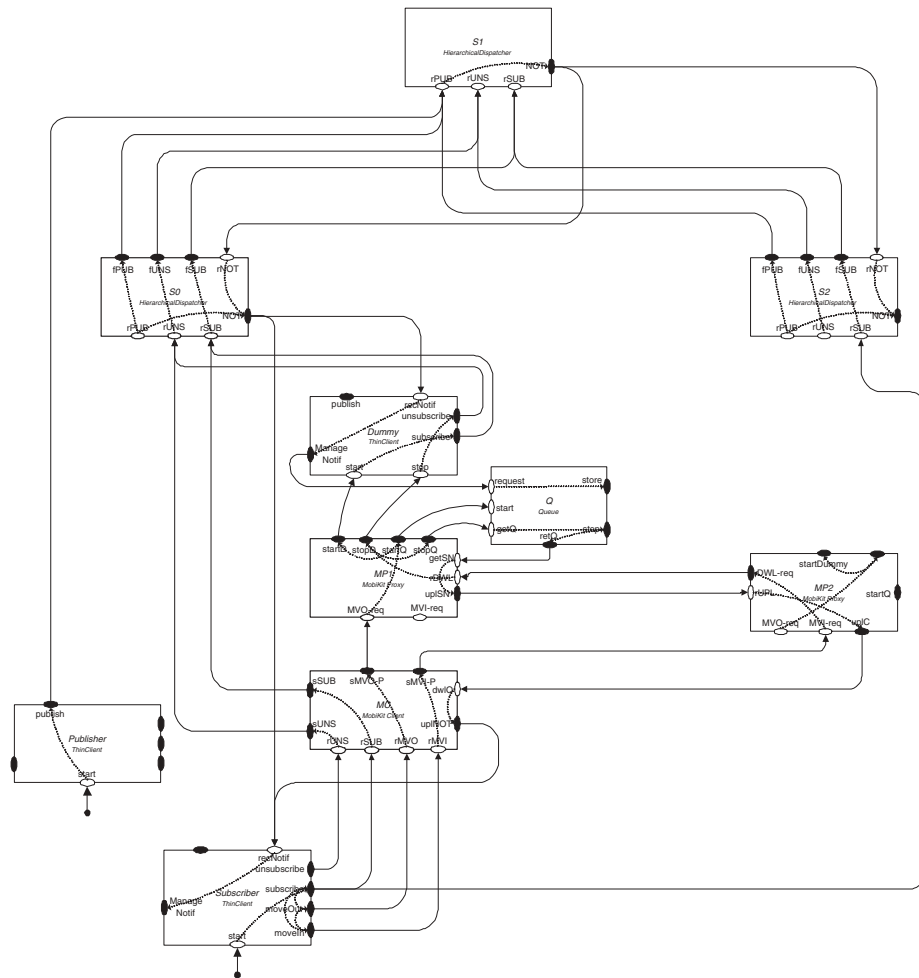 S1
HierarchicalDispatcher
NOT
rPUB rUNS rSUB
fPUB fUNS fSUB rNOT
S0
HierarchicalDispatcher
NOT
rPUB rUNS rSUB
fPUB fUNS fSUB rNOT
S2
HierarchicalDispatcher
NOT
rPUB rUNS rSUB
publish recNotif
unsubscribe
Dummy
ThinClient
subscribe
Manage
Notif
start stop
request store
Q
Queue
start
getQ stopt
retQ
startD stopD startQ stopQ
getSN
MP1
MobiKit Proxy
rDWL
uplSN
MVO-req MVI-req
startDummy
DWL-req
MP2
MobiKit Proxy
rUPL startQ
MVO-req MVI-req uplC
sSUB sMVO-P sMVI-P
dwlQ
MC
MobiKit Client
sUNS uplNOT
rUNS rSUB rMVO rMVI
publish
Publisher
ThinClient
start
recNotif
unsubscribe
Subscriber
ThinClient
subscribe
Manage
Notif
moveOut
start moveIn